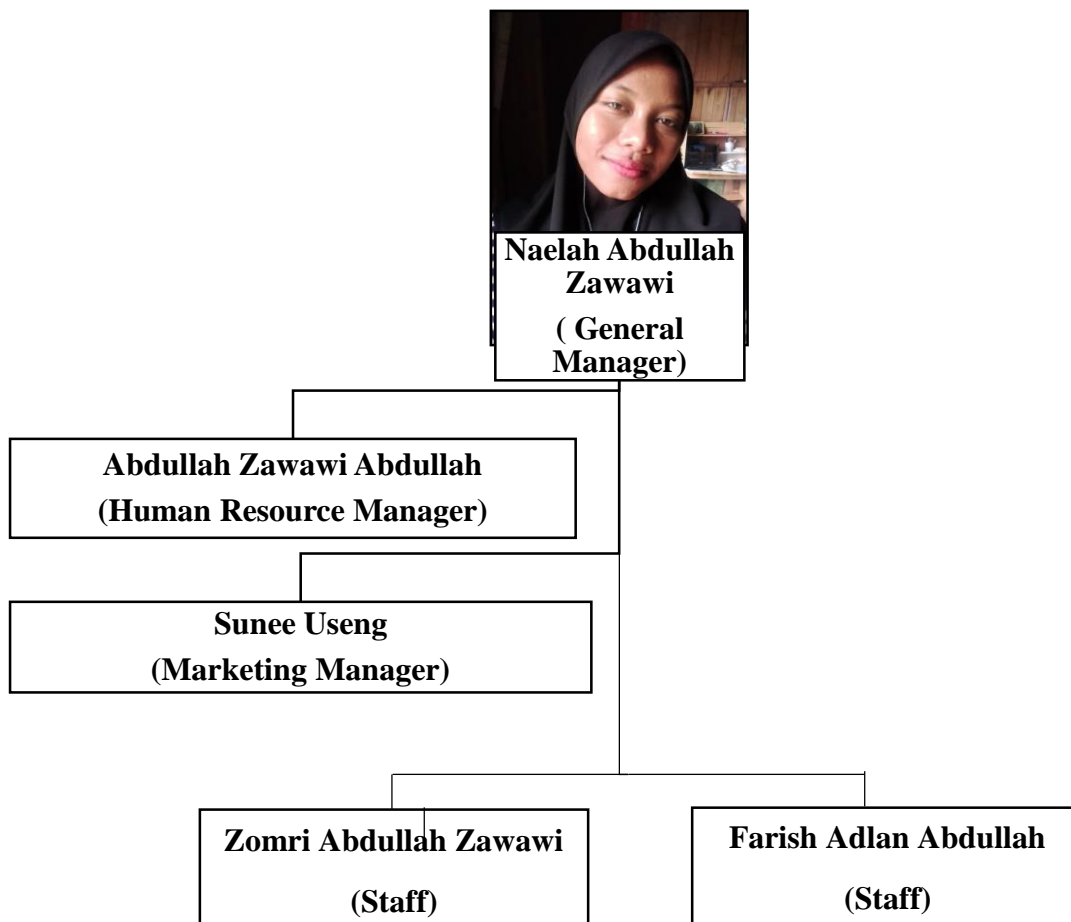 Naelah Abdullah
Zawawi
( General
Manager)
Abdullah Zawawi Abdullah
(Human Resource Manager)
Sunee Useng
(Marketing Manager)
Zomri Abdullah Zawawi
(Staff)
Farish Adlan Abdullah
(Staff)